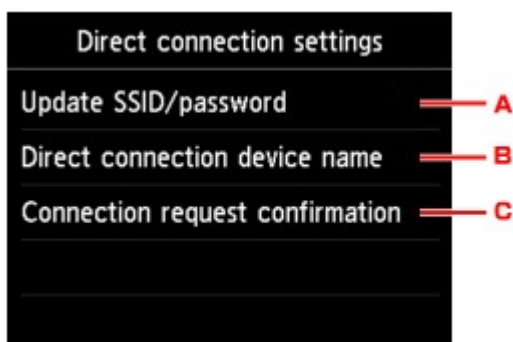 Direct connection settings
Update SSID/password A
Direct connection device name B
Connection request confirmation C